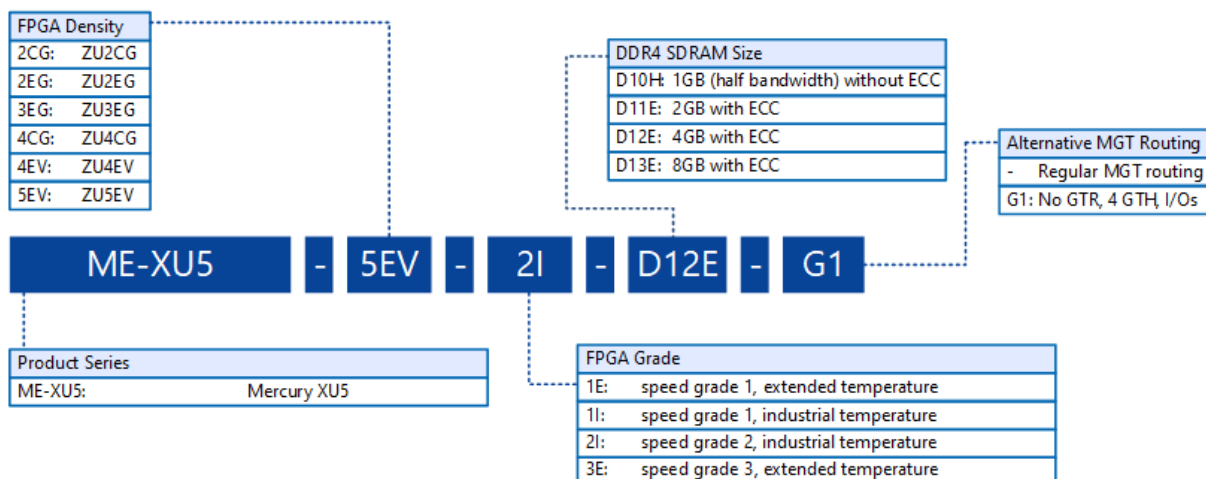 FPGA Density
2CG: ZU2CG
2EG: ZU2EG
3EG: ZU3EG
4CG: ZU4CG
4EV: ZU4EV
5EV: ZU5EV
DDR4 SDRAM Size
D10H: 1GB (half bandwidth) without ECC
D11E: 2GB with ECC
D12E: 4GB with ECC
D13E: 8GB with ECC
Alternative MGT Routing
- Regular MGT routing
G1: No GTR, 4 GTH, I/Os
ME-XU5 - 5EV - 2I - D12E - G1
Product Series
ME-XU5: Mercury XU5
FPGA Grade
1E: speed grade 1, extended temperature
1I: speed grade 1, industrial temperature
2I: speed grade 2, industrial temperature
3E: speed grade 3, extended temperature